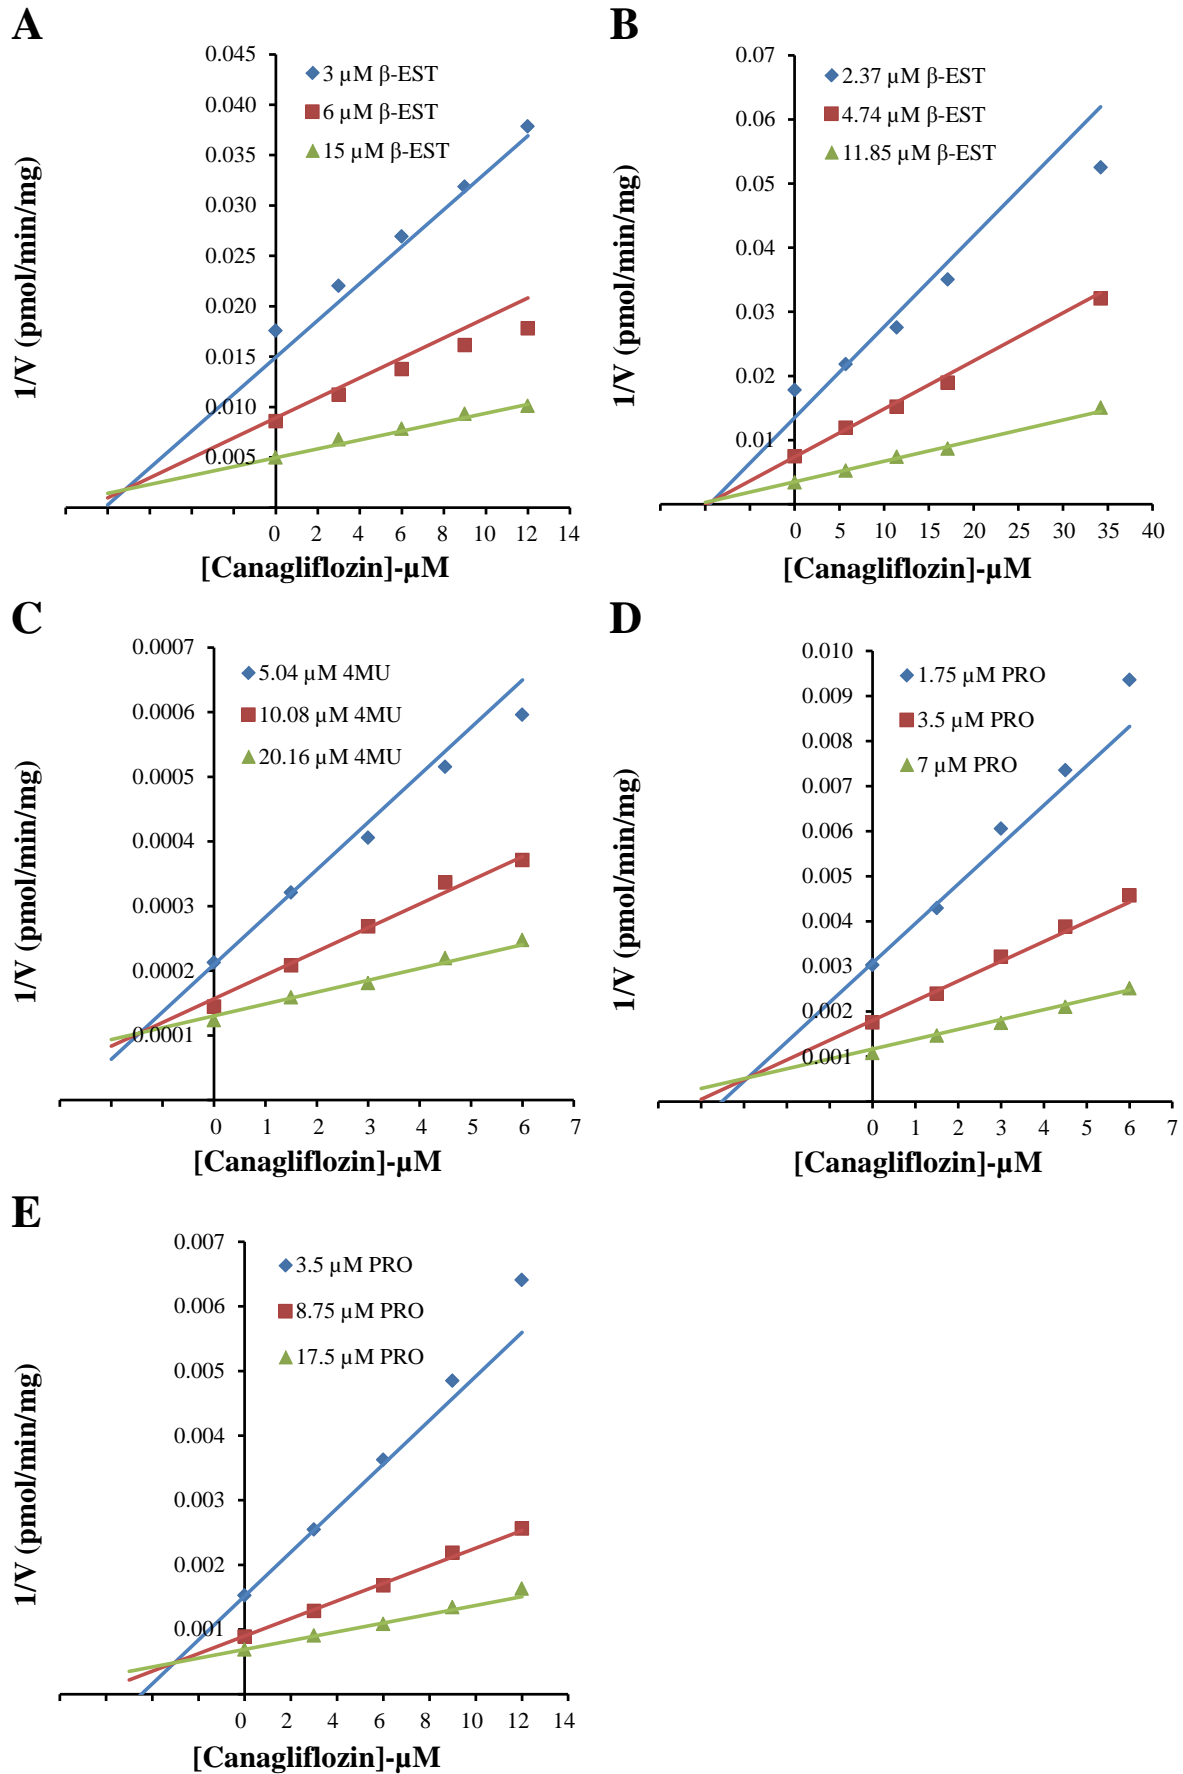 A
0.045
0.040
0.035
0.030
0.025
0.020
0.015
0.010
0.005
3 µM β-EST
6 µM β-EST
15 µM β-EST
1/V (pmol/min/mg)
0 2 4 6 8 10 12 14
[Canagliflozin]-µM
B
0.07
0.06
0.05
0.04
0.03
0.02
0.01
2.37 µM β-EST
4.74 µM β-EST
11.85 µM β-EST
1/V (pmol/min/mg)
0 5 10 15 20 25 30 35 40
[Canagliflozin]-µM
C
0.0007
0.0006
0.0005
0.0004
0.0003
0.0002
0.0001
5.04 µM 4MU
10.08 µM 4MU
20.16 µM 4MU
1/V (pmol/min/mg)
0 1 2 3 4 5 6 7
[Canagliflozin]-µM
D
0.010
0.009
0.008
0.007
0.006
0.005
0.004
0.003
0.002
0.001
1.75 µM PRO
3.5 µM PRO
7 µM PRO
1/V (pmol/min/mg)
0 1 2 3 4 5 6 7
[Canagliflozin]-µM
E
0.007
0.006
0.005
0.004
0.003
0.002
0.001
3.5 µM PRO
8.75 µM PRO
17.5 µM PRO
1/V (pmol/min/mg)
0 2 4 6 8 10 12 14
[Canagliflozin]-µM